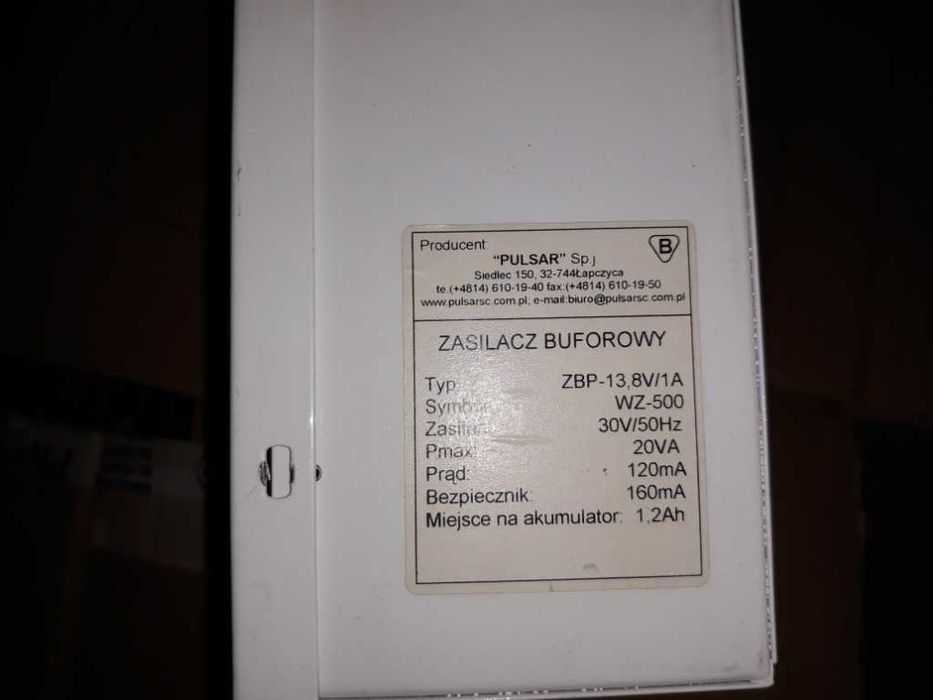 Producent
B
"PULSAR" Sp.j
Siedlec 150, 32-744Łapczyca
te.(+4814) 610-19-40 fax.(+4814) 610-19-50
www.pulsarsc.com.pl; e-mail:biuro@pulsarsc.com.pl
ZASILACZ BUFOROWY
Typ ZBP-13,8V/1A
WZ-500
30V/50Hz
Pmax: 20VA
Prąd: 120mA
Bezpiecznik: 160mA
Miejsce na akumulator: 1,2Ah